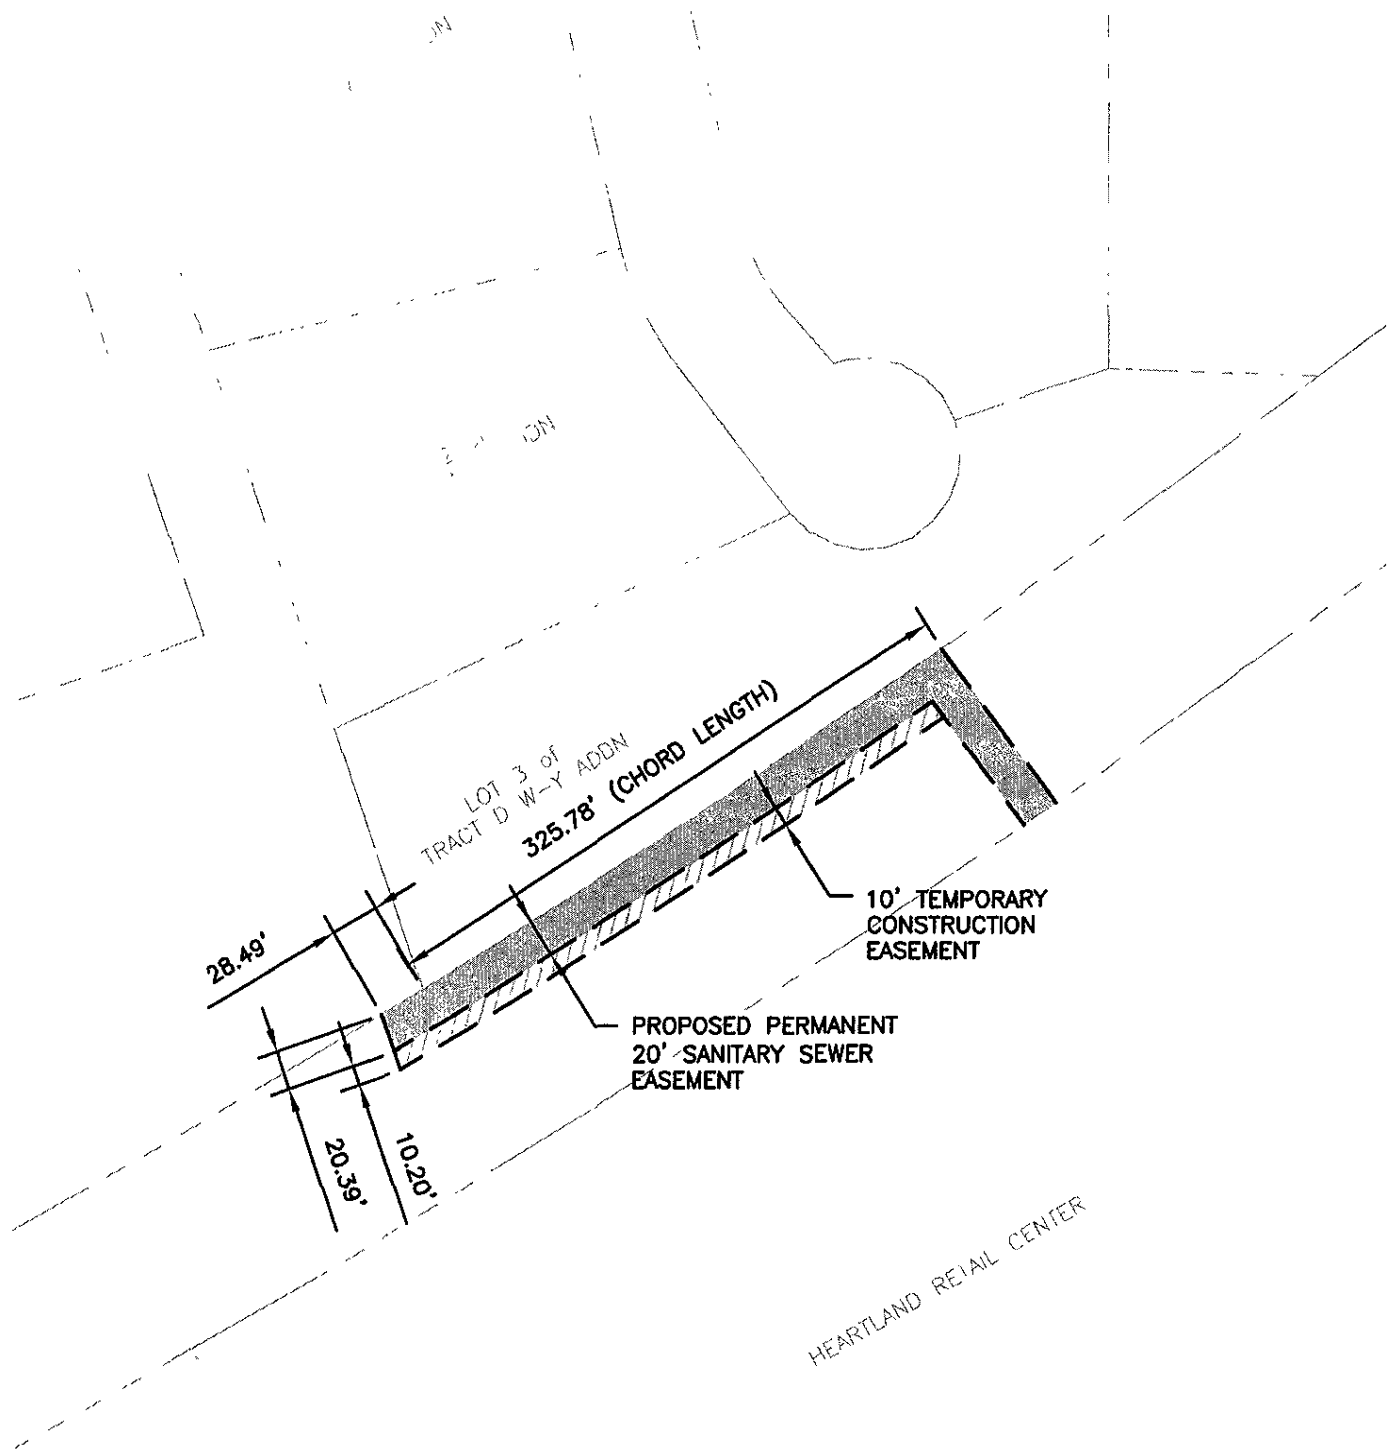 LOT 3 of
TRACT D W-Y ADDN
325.78' (CHORD LENGTH)
28.49'
10' TEMPORARY
CONSTRUCTION
EASEMENT
PROPOSED PERMANENT
20' SANITARY SEWER
EASEMENT
20.39'
10.20'
HEARTLAND RETAIL CENTER